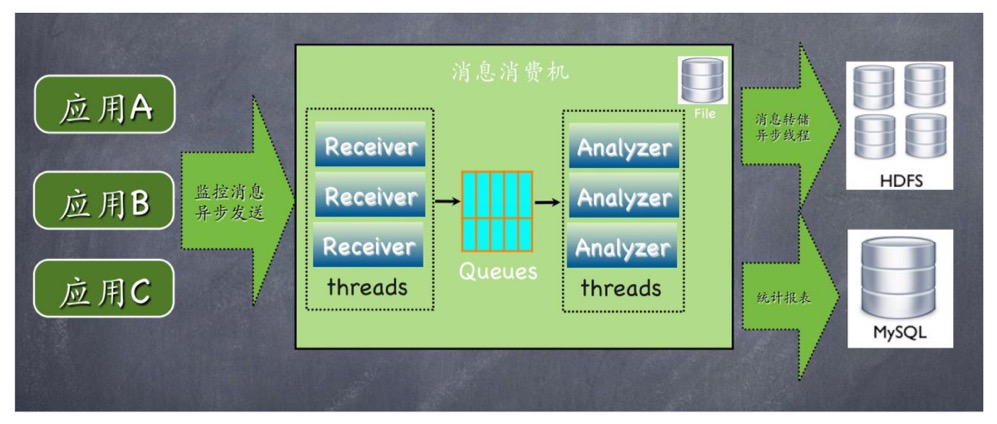 应用A
应用B
应用C
监控消息
异步发送
消息消费机
File
Receiver
Receiver
Receiver
threads
Queues
Analyzer
Analyzer
Analyzer
threads
消息转储
异步线程
统计报表
HDFS
MySQL